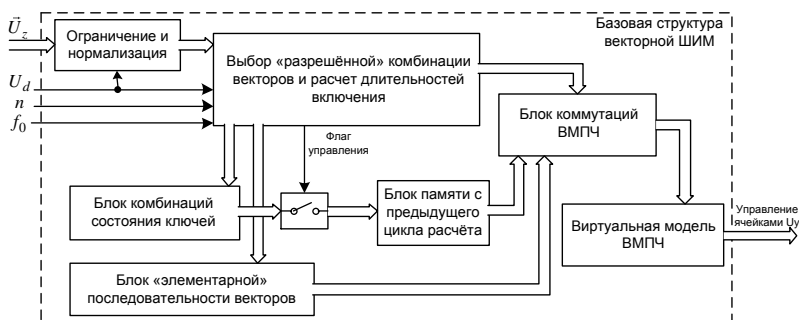 Базовая структура
векторной ШИМ
U⃗z
Ограничение и
нормализация
Выбор «разрешённой» комбинации
векторов и расчет длительностей
включения
Ud
n
f0
Блок коммутаций
ВМПЧ
Флаг
управления
Блок комбинаций
состояния ключей
Блок памяти с
предыдущего
цикла расчёта
Виртуальная модель
ВМПЧ
Управление
ячейками Uy
Блок «элементарной»
последовательности векторов